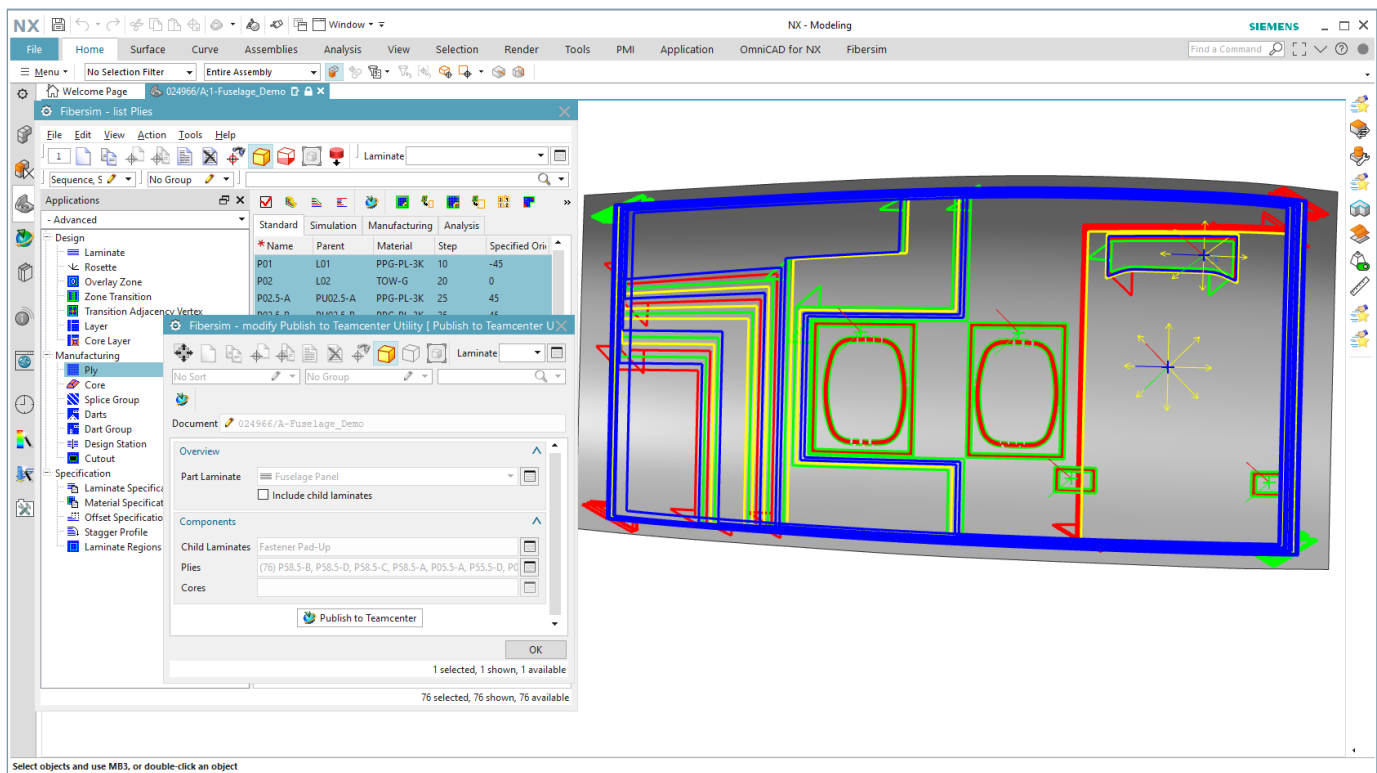 NX Window NX - Modeling SIEMENS
File Home Surface Curve Assemblies Analysis View Selection Render Tools PMI Application OmniCAD for NX Fibersim Find a Command
Menu No Selection Filter Entire Assembly
Welcome Page 024966/A;1-Fuselage_Demo
Fibersim - list Plies
File Edit View Action Tools Help
1 Laminate
Sequence, S No Group
Applications
- Advanced
Standard Simulation Manufacturing Analysis
*Name Parent Material Step Specified Ori
P01 L01 PPG-PL-3K 10 -45
P02 L02 TOW-G 20 0
P02.5-A PU02.5-A PPG-PL-3K 25 45
Design
Laminate
Rosette
Overlay Zone
Zone Transition
Transition Adjacency Vertex
Layer
Core Layer
Manufacturing
Ply
Core
Splice Group
Darts
Dart Group
Design Station
Cutout
Specification
Laminate Specifica
Material Specificat
Offset Specificatio
Stagger Profile
Laminate Regions
Fibersim - modify Publish to Teamcenter Utility [ Publish to Teamcenter U
Laminate
No Sort No Group
Document 024966/A-Fuselage_Demo
Overview
Part Laminate Fuselage Panel
Include child laminates
Components
Child Laminates Fastener Pad-Up
Plies (76) P58.5-B, P58.5-D, P58.5-C, P58.5-A, P05.5-A, P55.5-D, P0
Cores
Publish to Teamcenter
OK
1 selected, 1 shown, 1 available
76 selected, 76 shown, 76 available
Select objects and use MB3, or double-click an object